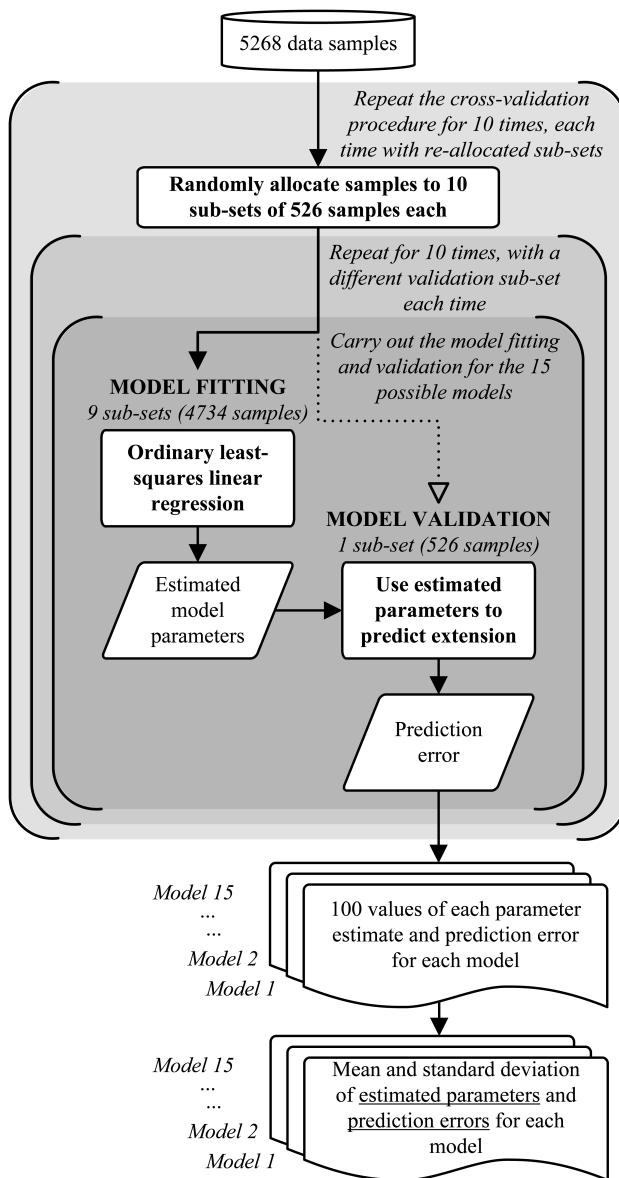 5268 data samples
Repeat the cross-validation
procedure for 10 times, each
time with re-allocated sub-sets
Randomly allocate samples to 10
sub-sets of 526 samples each
Repeat for 10 times, with a
different validation sub-set
each time
Carry out the model fitting
and validation for the 15
possible models
MODEL FITTING
9 sub-sets (4734 samples)
Ordinary least-
squares linear
regression
MODEL VALIDATION
1 sub-set (526 samples)
Estimated
model
parameters
Use estimated
parameters to
predict extension
Prediction
error
Model 15
...
...
Model 2
Model 1
100 values of each parameter
estimate and prediction error
for each model
Model 15
...
...
Model 2
Model 1
Mean and standard deviation
of estimated parameters and
prediction errors for each
model